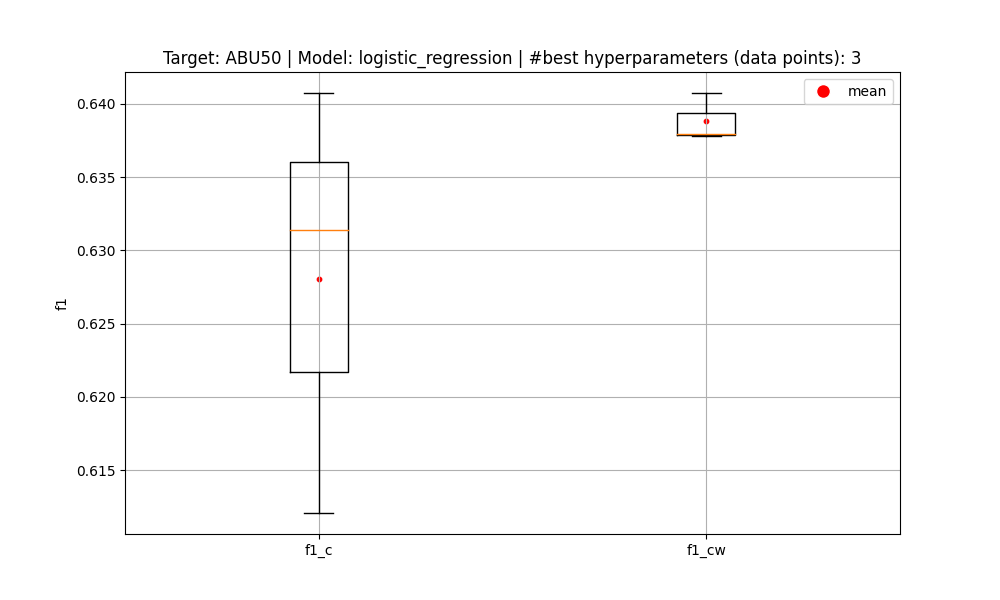 Target: ABU50 | Model: logistic_regression | #best hyperparameters (data points): 3
mean
0.640
0.635
0.630
0.625
0.620
0.615
f1
f1_c
f1_cw